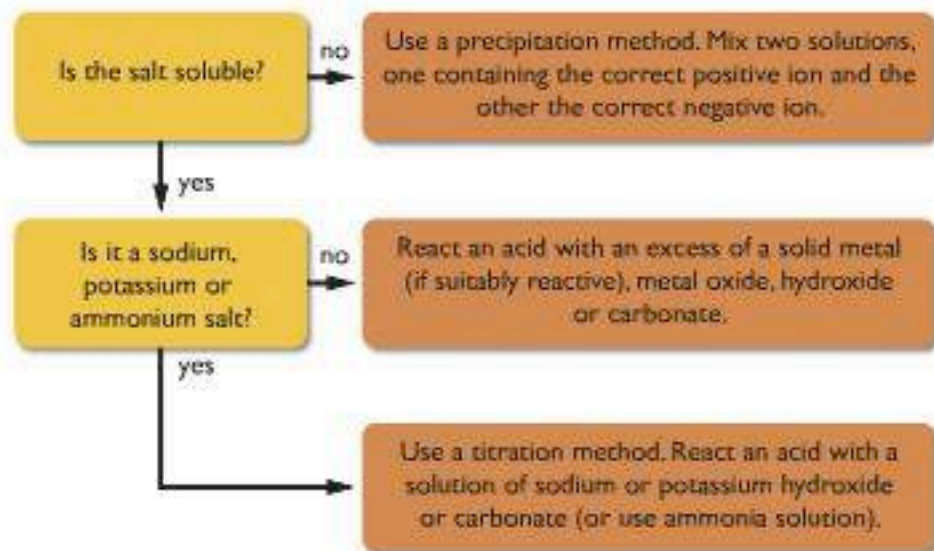 Is the salt soluble?
no
Use a precipitation method. Mix two solutions,
one containing the correct positive ion and the
other the correct negative ion.
yes
Is it a sodium,
potassium or
ammonium salt?
no
React an acid with an excess of a solid metal
(if suitably reactive), metal oxide, hydroxide
or carbonate.
yes
Use a titration method. React an acid with a
solution of sodium or potassium hydroxide
or carbonate (or use ammonia solution).